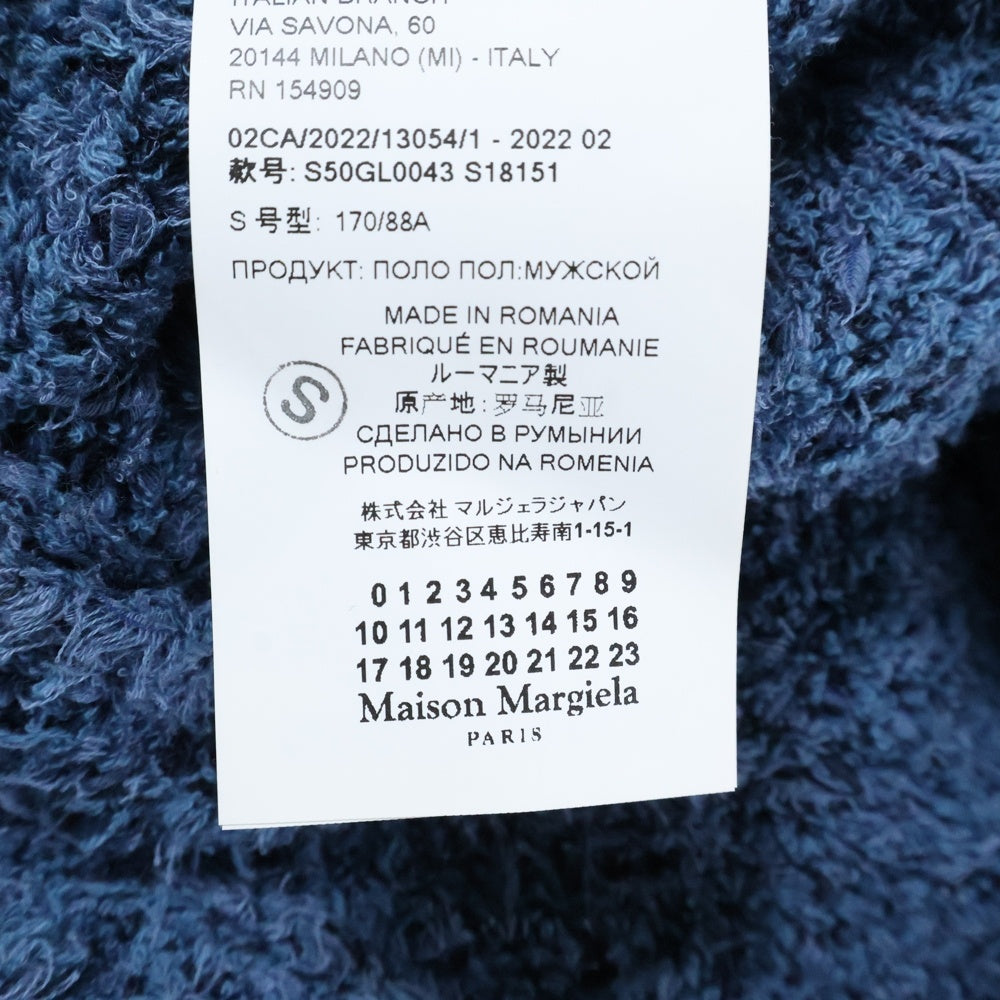 ITALIAN BRANCH
VIA SAVONA, 60
20144 MILANO (MI) - ITALY
RN 154909
02CA/2022/13054/1 - 2022 02
款号: S50GL0043 S18151
S 号型: 170/88A
ПРОДУКТ: ПОЛО ПОЛ:МУЖСКОЙ
MADE IN ROMANIA
FABRIQUÉ EN ROUMANIE
ルーマニア製
S
原产地:罗马尼亚
СДЕЛАНО В РУМЫНИИ
PRODUZIDO NA ROMENIA
株式会社 マルジェラジャパン
東京都渋谷区恵比寿南1-15-1
0 1 2 3 4 5 6 7 8 9
10 11 12 13 14 15 16
17 18 19 20 21 22 23
Maison Margiela
PARIS